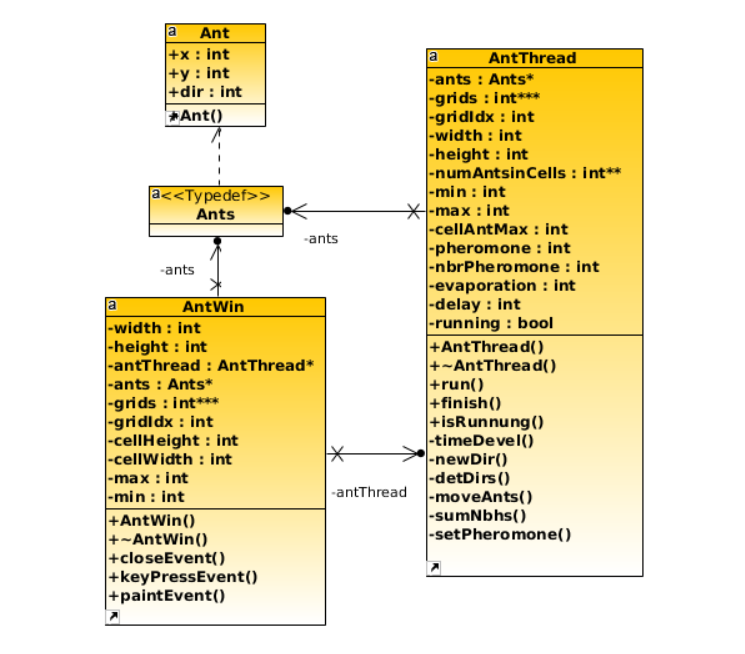 a Ant
+x : int
+y : int
+dir : int
+Ant()
a <<Typedef>>
Ants
-ants
-ants
a
AntWin
-width : int
-height : int
-antThread : AntThread*
-ants : Ants*
-grids : int***
-gridIdx : int
-cellHeight : int
-cellWidth : int
-max : int
-min : int
+AntWin()
+~AntWin()
+closeEvent()
+keyPressEvent()
+paintEvent()
-antThread
a
AntThread
-ants : Ants*
-grids : int***
-gridIdx : int
-width : int
-height : int
-numAntsinCells : int**
-min : int
-max : int
-cellAntMax : int
-pheromone : int
-nbrPheromone : int
-evaporation : int
-delay : int
-running : bool
+AntThread()
+~AntThread()
+run()
+finish()
+isRunnung()
-timeDevel()
-newDir()
-detDirs()
-moveAnts()
-sumNbhs()
-setPheromone()